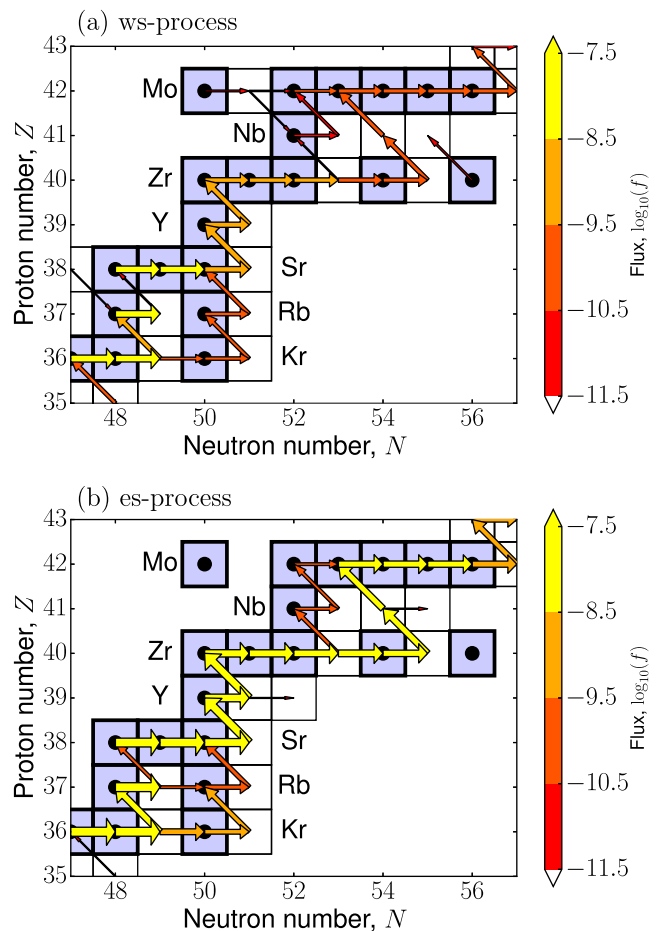 (a) ws-process
43
42
41
40
39
38
37
36
35
Proton number, Z
Mo
Nb
Zr
Y
Sr
Rb
Kr
48 50 52 54 56
Neutron number, N
−7.5
−8.5
−9.5
−10.5
−11.5
Flux, log10(f)
(b) es-process
43
42
41
40
39
38
37
36
35
Proton number, Z
Mo
Nb
Zr
Y
Sr
Rb
Kr
48 50 52 54 56
Neutron number, N
−7.5
−8.5
−9.5
−10.5
−11.5
Flux, log10(f)